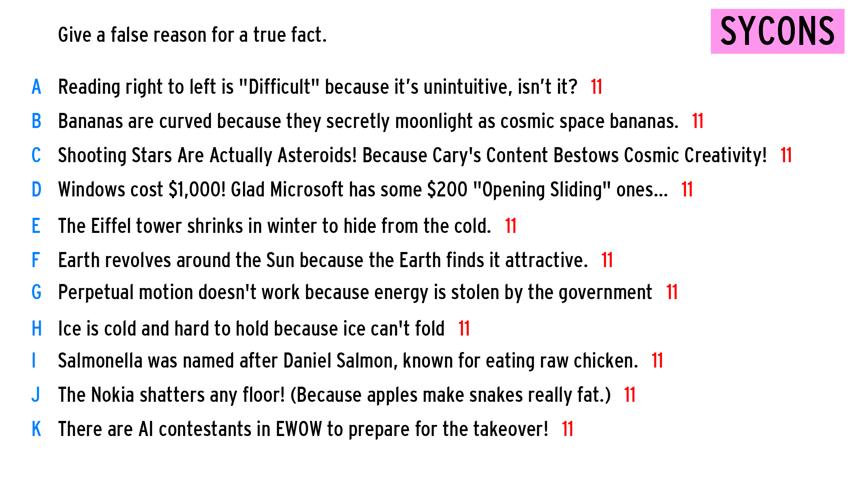 Give a false reason for a true fact.
SYCONS
A Reading right to left is "Difficult" because it’s unintuitive, isn’t it? 11
B Bananas are curved because they secretly moonlight as cosmic space bananas. 11
C Shooting Stars Are Actually Asteroids! Because Cary's Content Bestows Cosmic Creativity! 11
D Windows cost $1,000! Glad Microsoft has some $200 "Opening Sliding" ones... 11
E The Eiffel tower shrinks in winter to hide from the cold. 11
F Earth revolves around the Sun because the Earth finds it attractive. 11
G Perpetual motion doesn't work because energy is stolen by the government 11
H Ice is cold and hard to hold because ice can't fold 11
I Salmonella was named after Daniel Salmon, known for eating raw chicken. 11
J The Nokia shatters any floor! (Because apples make snakes really fat.) 11
K There are AI contestants in EWOW to prepare for the takeover! 11